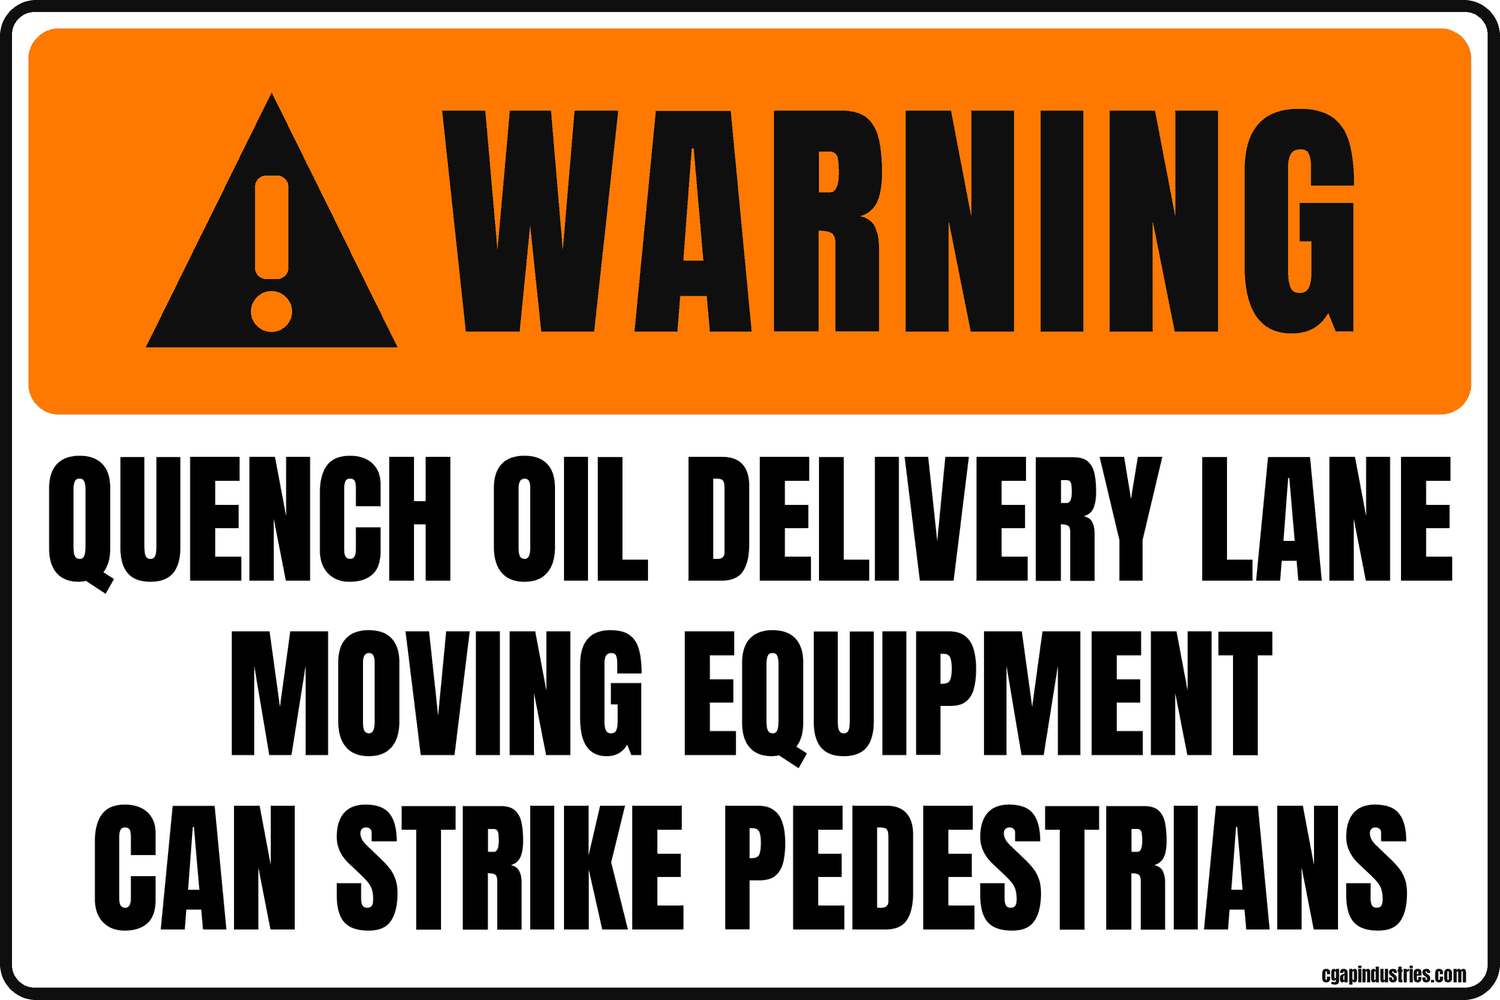 WARNING
QUENCH OIL DELIVERY LANE
MOVING EQUIPMENT
CAN STRIKE PEDESTRIANS
cgapindustries.com